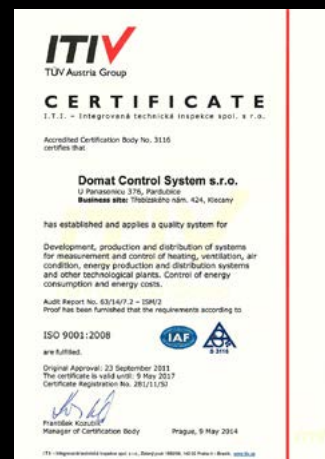 ITIV
TÜV Austria Group
CERTIFICATE
I.T.I. – Integrovaná technická inspekce spol. s r.o.
Accredited Certification Body No. 3116
certifies that
Domat Control System s.r.o.
U Panasonicu 376, Pardubice
Business site: Třebízského nám. 424, Klecany
has established and applies a quality system for
Development, production and distribution of systems
for measurement and control of heating, ventilation, air
condition, energy production and distribution systems
and other technological plants. Control of energy
consumption and energy costs.
Audit Report No. 63/14/7.2 – ISM/2
Proof has been furnished that the requirements according to
ISO 9001:2008
IAF
S 3116
are fulfilled.
Original Approval: 23 September 2011
The certificate is valid until: 9 May 2017
Certificate Registration No. 281/11/SJ
František Kozubík
Manager of Certification Body
Prague, 9 May 2014